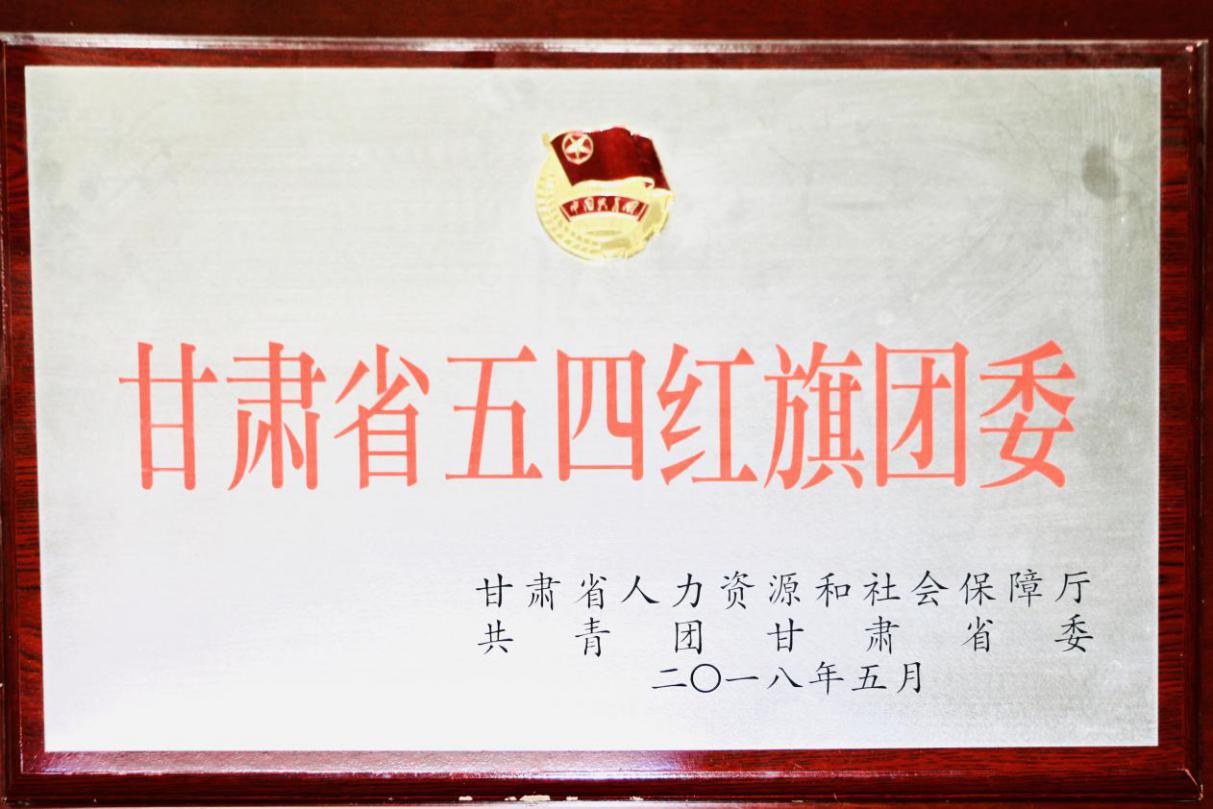 中国共青团
甘肃省五四红旗团委
甘肃省人力资源和社会保障厅
共青团甘肃省委
二〇一八年五月